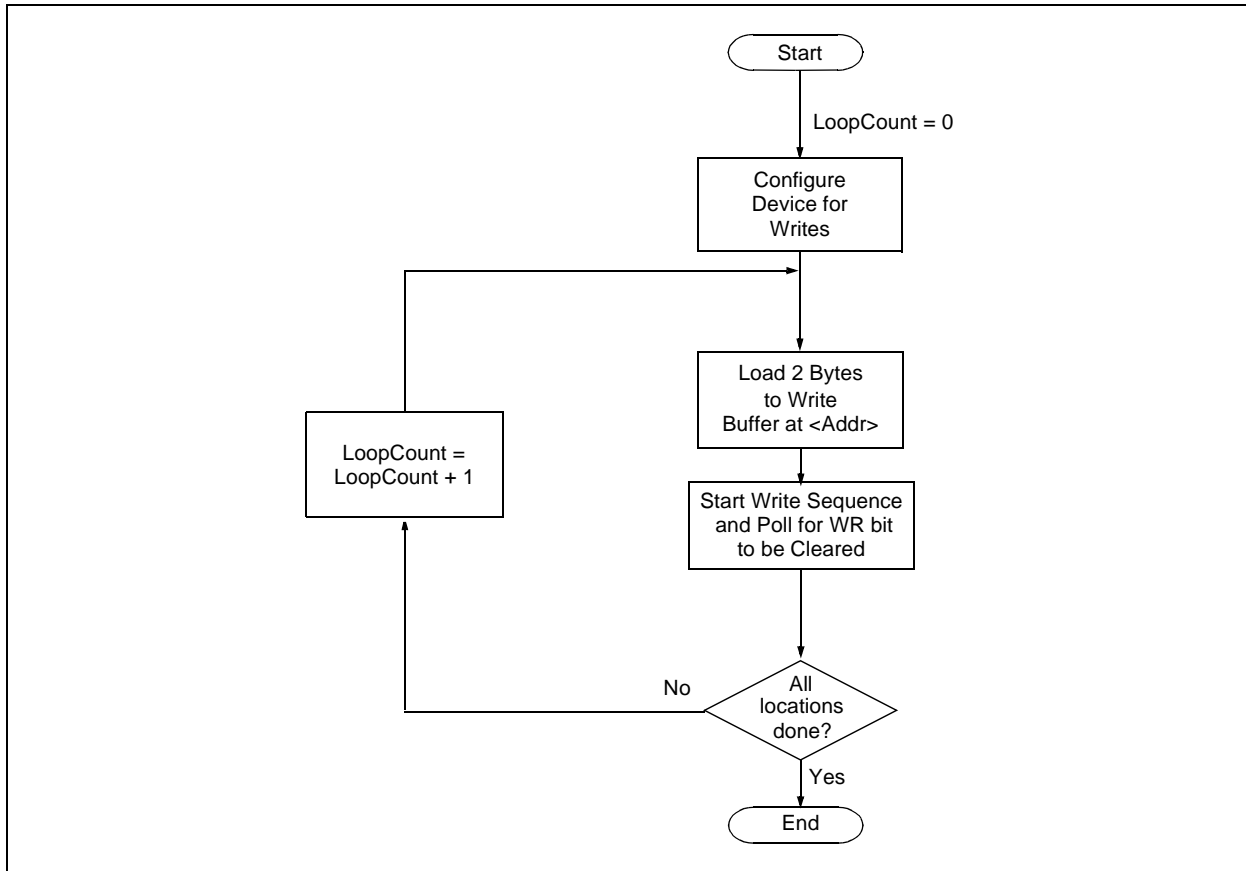 Start
LoopCount = 0
Configure
Device for
Writes
Load 2 Bytes
to Write
Buffer at <Addr>
LoopCount =
LoopCount + 1
Start Write Sequence
and Poll for WR bit
to be Cleared
No
All
locations
done?
Yes
End